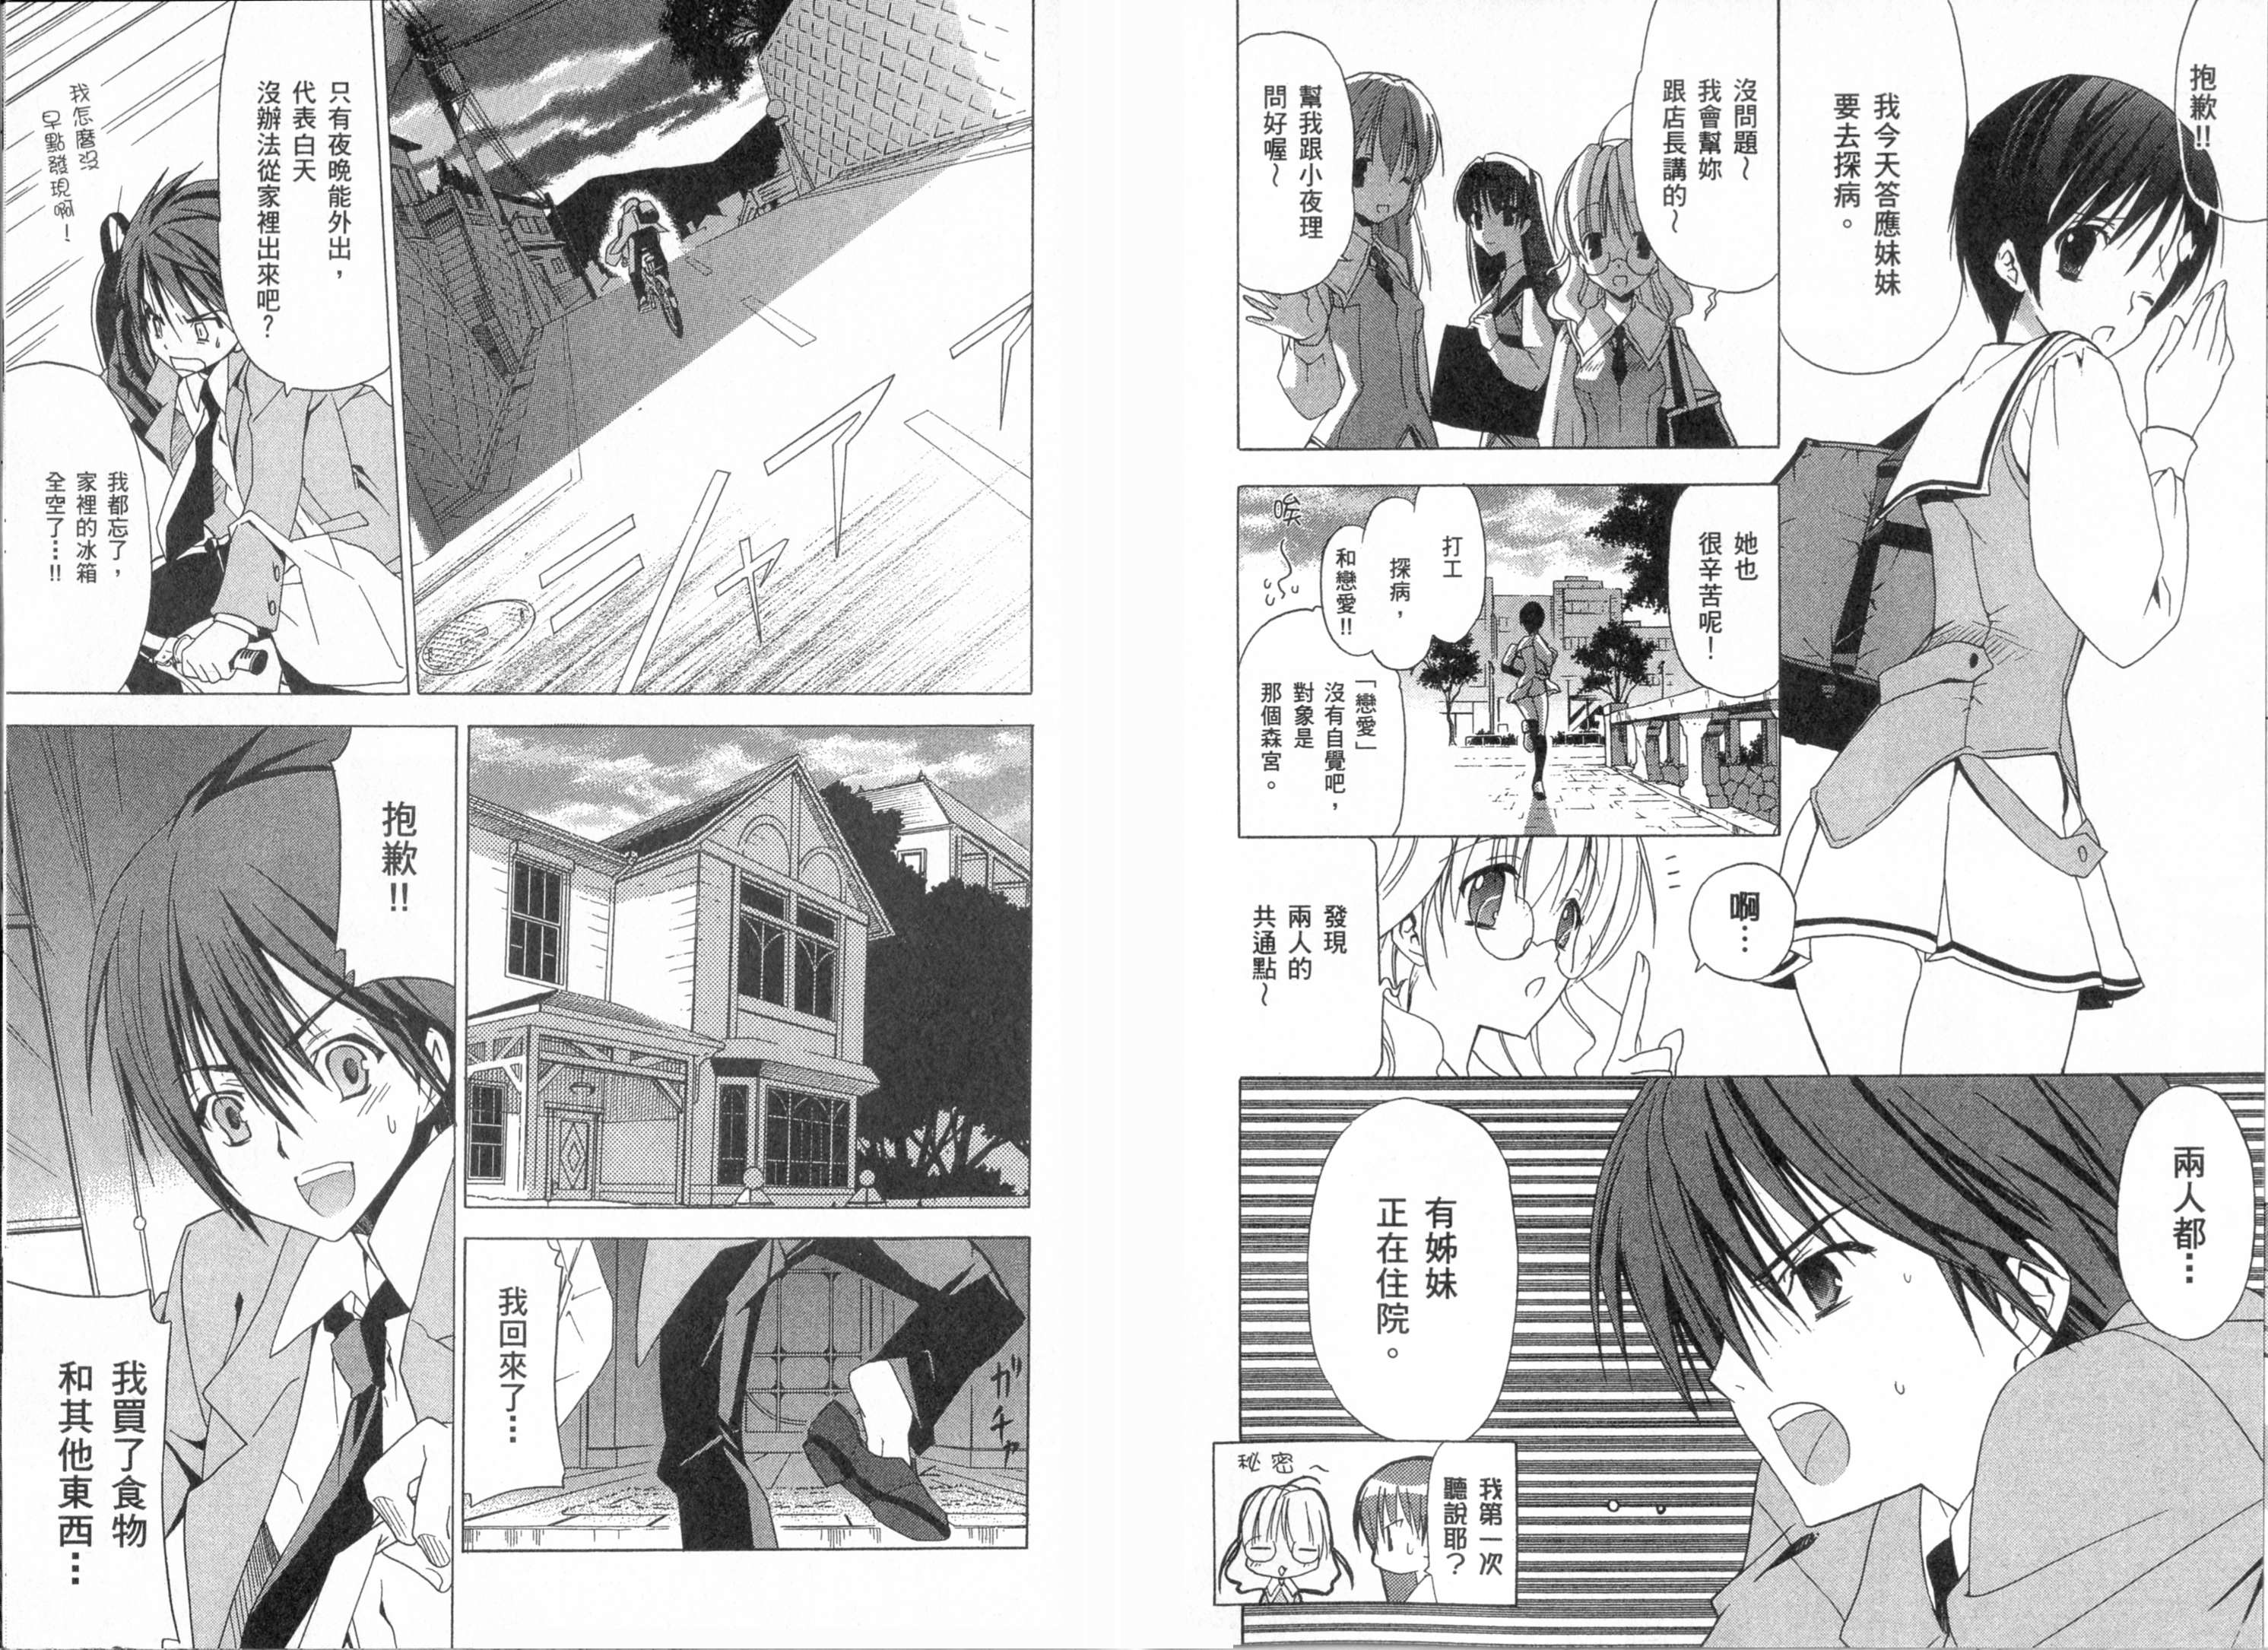 抱歉!!
我今天答應妹妹
要去探病。
沒問題～
我會幫妳
跟店長講的～
幫我跟小夜理
問好喔～
她也
很辛苦呢！
打工
探病，
和戀愛!!
唉
「戀愛」
沒有自覺吧，
對象是
那個森宮。
啊…
發現
兩人的
共通點～
兩人都…
有姊妹
正在住院。
我第一次
聽說耶？
秘密～
シャーッ
只有夜晚能外出，
代表白天
沒辦法從家裡出來吧？
我怎麼沒
早點發現啊！
我都忘了，
家裡的冰箱
全空了…!!
ガチャ
我回來了…
抱歉!!
我買了食物
和其他東西…